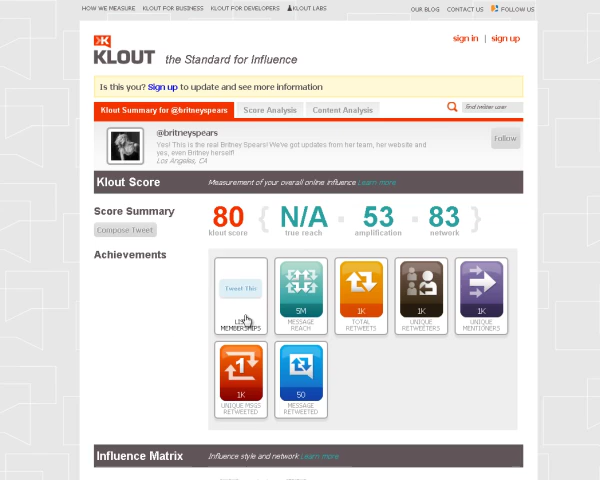 HOW WE MEASURE KLOUT FOR BUSINESS KLOUT FOR DEVELOPERS KLOUT LABS OUR BLOG CONTACT US FOLLOW US
KLOUT the Standard for Influence
sign in | sign up
Is this you? Sign up to update and see more information
Klout Summary for @britneyspears Score Analysis Content Analysis find twitter user
@britneyspears
Yes! This is the real Britney Spears! We've got updates from her team, her website and
yes, even Britney herself!
Los Angeles, CA
Follow
Klout Score Measurement of your overall online influence Learn more
Score Summary
Compose Tweet
80 { N/A 53 83 }
klout score true reach amplification network
Achievements
Tweet This
MEMBERSHIPS
5M
MESSAGE
REACH
1K
TOTAL
RETWEETS
1K
UNIQUE
RETWEETERS
1K
UNIQUE
MENTIONERS
1
1K
UNIQUE MSGS
RETWEETED
50
MESSAGE
RETWEETED
Influence Matrix Influence style and network Learn more